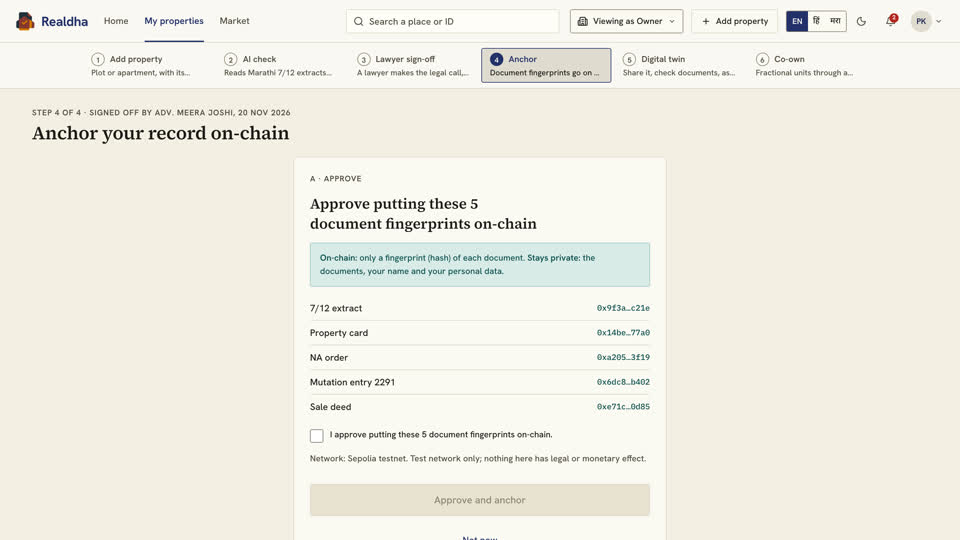 Realdha
Home
My properties
Market
Search a place or ID
Viewing as Owner
+ Add property
EN
हिं
मरा
2
PK
1 Add property
Plot or apartment, with its...
2 AI check
Reads Marathi 7/12 extracts...
3 Lawyer sign-off
A lawyer makes the legal call,...
4 Anchor
Document fingerprints go on ...
5 Digital twin
Share it, check documents, as...
6 Co-own
Fractional units through a...
STEP 4 OF 4 · SIGNED OFF BY ADV. MEERA JOSHI, 20 NOV 2026
Anchor your record on-chain
A · APPROVE
Approve putting these 5
document fingerprints on-chain
On-chain: only a fingerprint (hash) of each document. Stays private: the
documents, your name and your personal data.
7/12 extract 0x9f3a…c21e
Property card 0x14be…77a0
NA order 0xa205…3f19
Mutation entry 2291 0x6dc8…b402
Sale deed 0xe71c…0d85
I approve putting these 5 document fingerprints on-chain.
Network: Sepolia testnet. Test network only; nothing here has legal or monetary effect.
Approve and anchor
Not now